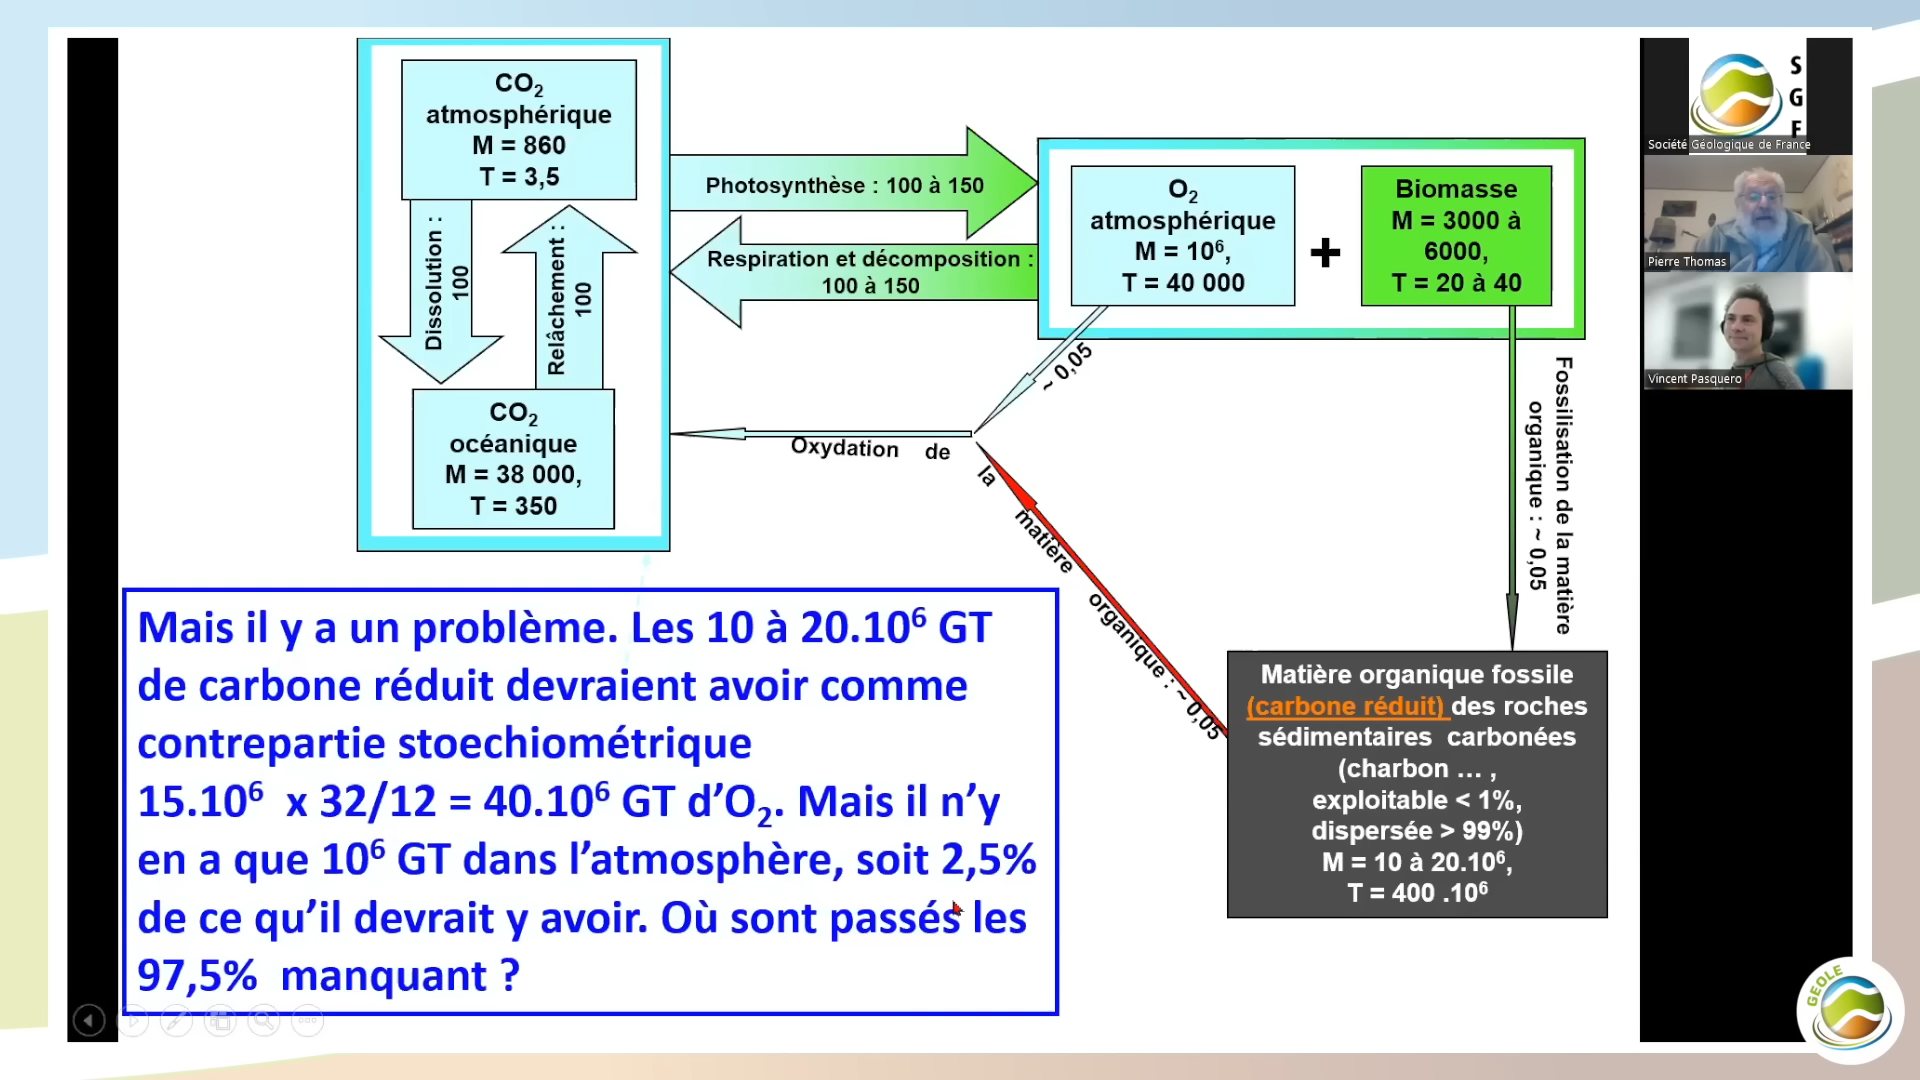 CO2
atmosphérique
M = 860
T = 3,5
Dissolution :
100
Relâchement :
100
CO2
océanique
M = 38 000,
T = 350
Photosynthèse : 100 à 150
Respiration et décomposition :
100 à 150
O2
atmosphérique
M = 10⁶,
T = 40 000
+
Biomasse
M = 3000 à
6000,
T = 20 à 40
~ 0,05
Oxydation de la matière organique : ~ 0,05
Fossilisation de la matière
organique : ~ 0,05
Matière organique fossile
(carbone réduit) des roches
sédimentaires carbonées
(charbon … ,
exploitable < 1%,
dispersée > 99%)
M = 10 à 20.10⁶,
T = 400 .10⁶
Mais il y a un problème. Les 10 à 20.10⁶ GT
de carbone réduit devraient avoir comme
contrepartie stoechiométrique
15.10⁶ x 32/12 = 40.10⁶ GT d’O2. Mais il n’y
en a que 10⁶ GT dans l’atmosphère, soit 2,5%
de ce qu’il devrait y avoir. Où sont passés les
97,5% manquant ?
S
G
F
Société Géologique de France
Pierre Thomas
Vincent Pasquero
GEOLE